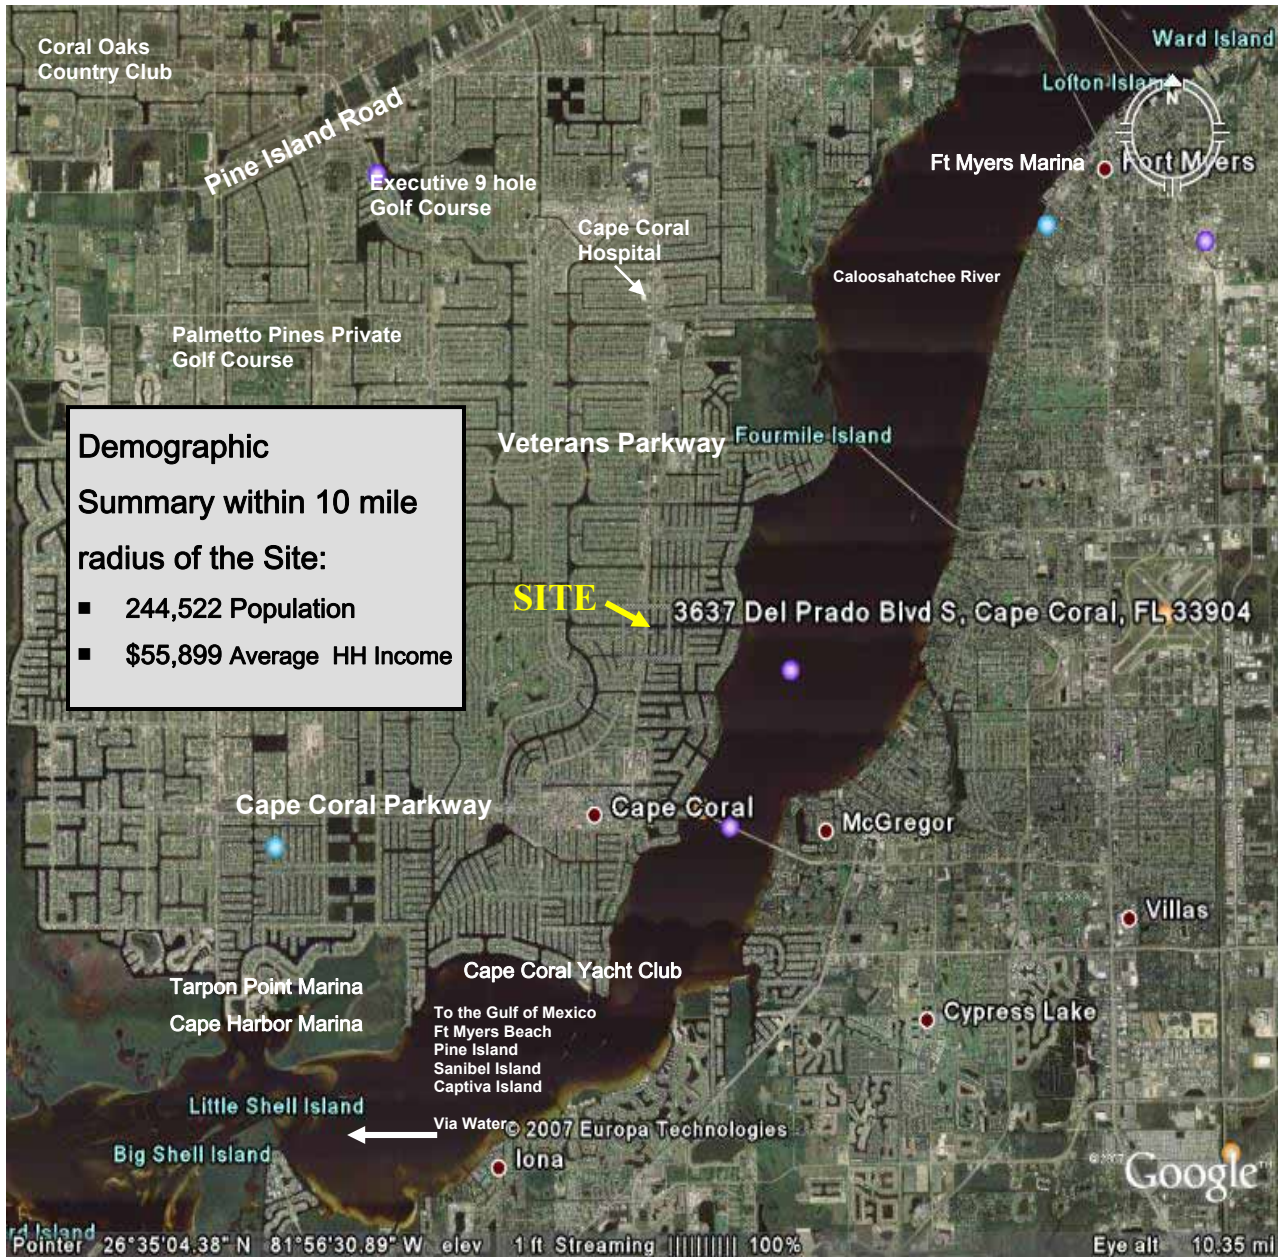 Coral Oaks
Country Club
Ward Island
Lofton Island
N
Pine Island Road
Ft Myers Marina
Fort Myers
Executive 9 hole
Golf Course
Cape Coral
Hospital
Caloosahatchee River
Palmetto Pines Private
Golf Course
Veterans Parkway
Fourmile Island
Demographic
Summary within 10 mile
radius of the Site:
■ 244,522 Population
■ $55,899 Average HH Income
SITE
3637 Del Prado Blvd S, Cape Coral, FL 33904
Cape Coral Parkway
Cape Coral
McGregor
Villas
Cape Coral Yacht Club
Tarpon Point Marina
Cape Harbor Marina
Cypress Lake
To the Gulf of Mexico
Ft Myers Beach
Pine Island
Sanibel Island
Captiva Island
Via Water
Little Shell Island
Big Shell Island
© 2007 Europa Technologies
Iona
©2007 Google™
rd Island
Pointer 26°35'04.38" N 81°56'30.89" W elev 1 ft Streaming |||||||||| 100% Eye alt 10.35 mi